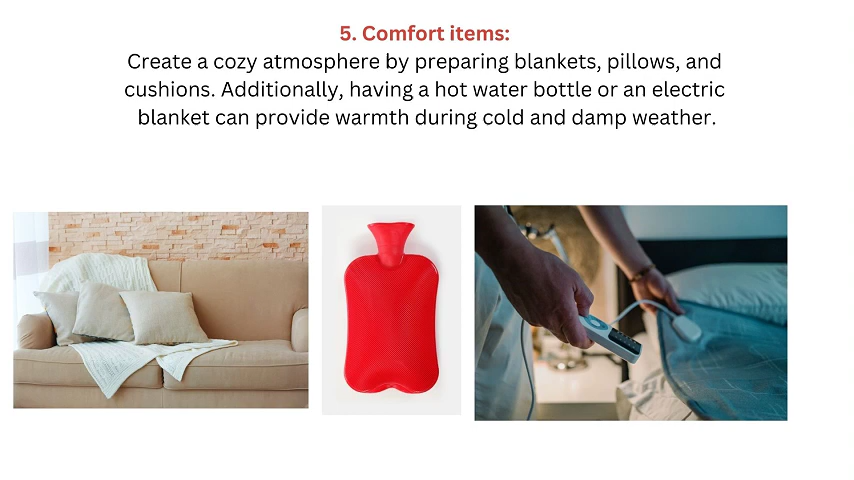 5. Comfort items:
Create a cozy atmosphere by preparing blankets, pillows, and
cushions. Additionally, having a hot water bottle or an electric
blanket can provide warmth during cold and damp weather.